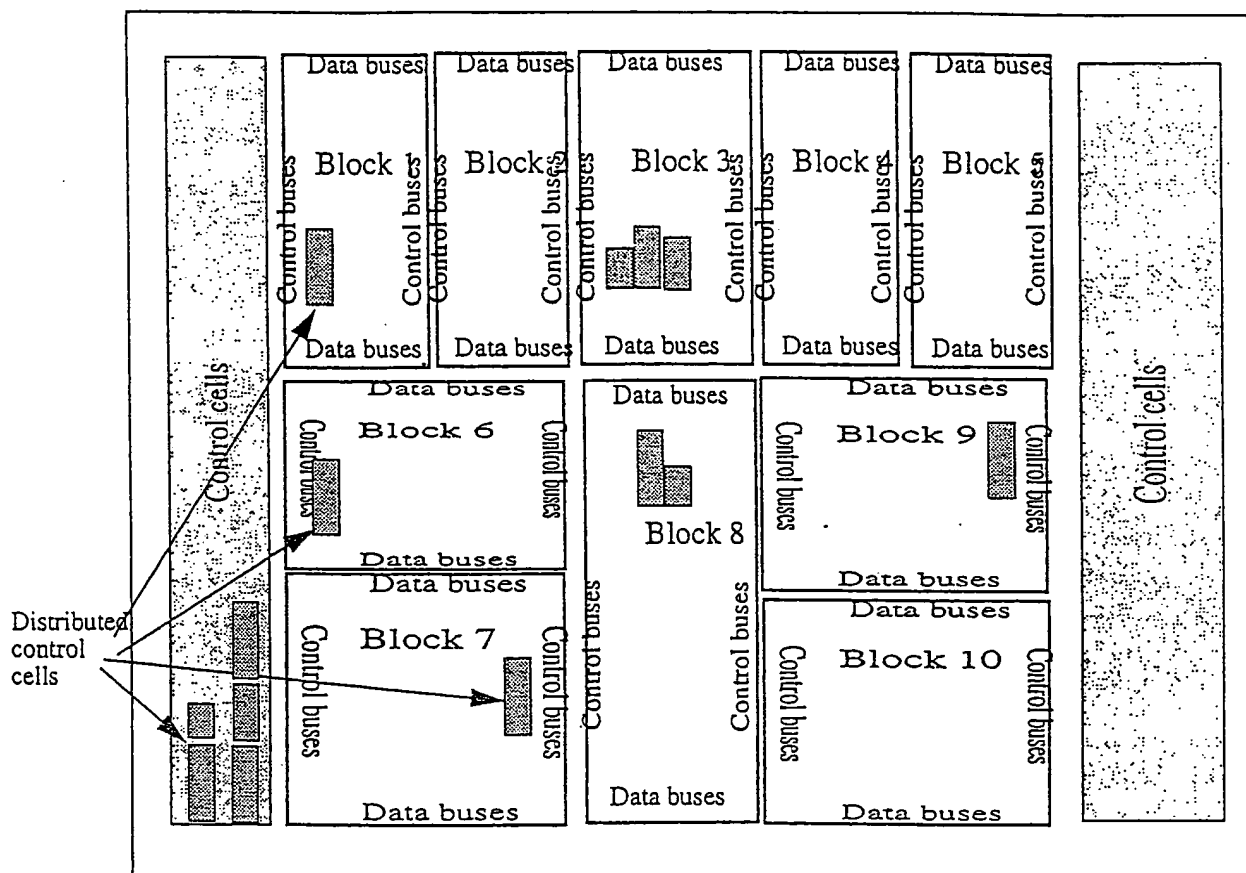 Data buses
Data buses
Data buses
Data buses
Data buses
Block 1
Block 2
Block 3
Block 4
Block 5
Control buses
Control buses
Control buses
Control buses
Control buses
Control buses
Control buses
Control buses
Control buses
Control buses
Data buses
Data buses
Data buses
Data buses
Data buses
Control cells
Control cells
Data buses
Block 6
Control buses
Control buses
Data buses
Data buses
Block 8
Control buses
Control buses
Data buses
Data buses
Block 9
Control buses
Control buses
Data buses
Distributed
control
cells
Data buses
Block 7
Control buses
Control buses
Data buses
Data buses
Block 10
Control buses
Control buses
Data buses